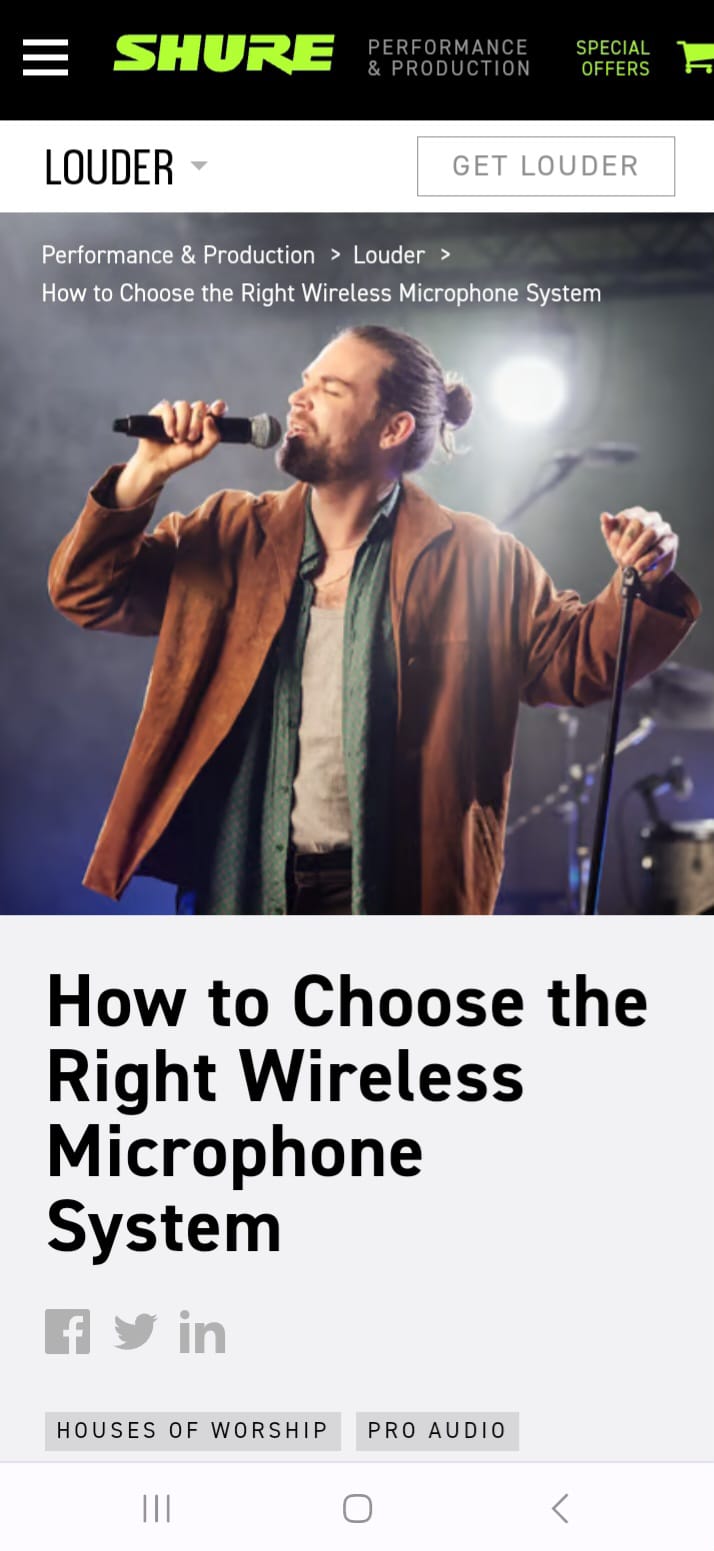 SHURE
PERFORMANCE
& PRODUCTION
SPECIAL
OFFERS
LOUDER
GET LOUDER
Performance & Production > Louder >
How to Choose the Right Wireless Microphone System
How to Choose the
Right Wireless
Microphone
System
HOUSES OF WORSHIP
PRO AUDIO